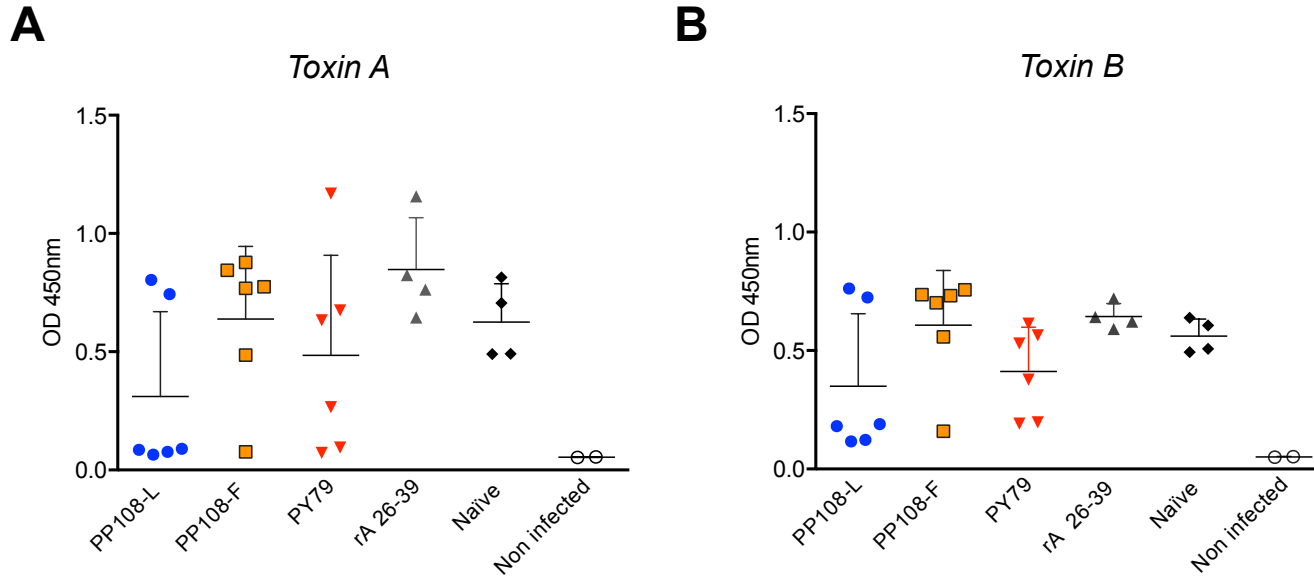 A
B
Toxin A
Toxin B
OD 450nm
1.5
1.0
0.5
0.0
PP108-L
PP108-F
PY79
rA 26-39
Naïve
Non infected
OD 450nm
1.5
1.0
0.5
0.0
PP108-L
PP108-F
PY79
rA 26-39
Naïve
Non infected